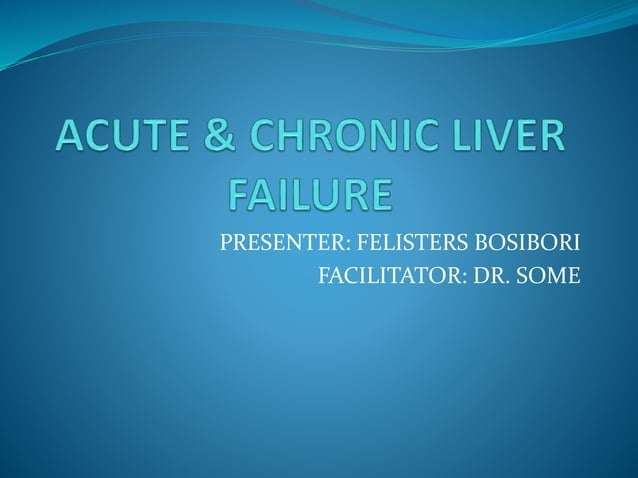 ACUTE & CHRONIC LIVER
FAILURE
PRESENTER: FELISTERS BOSIBORI
FACILITATOR: DR. SOME